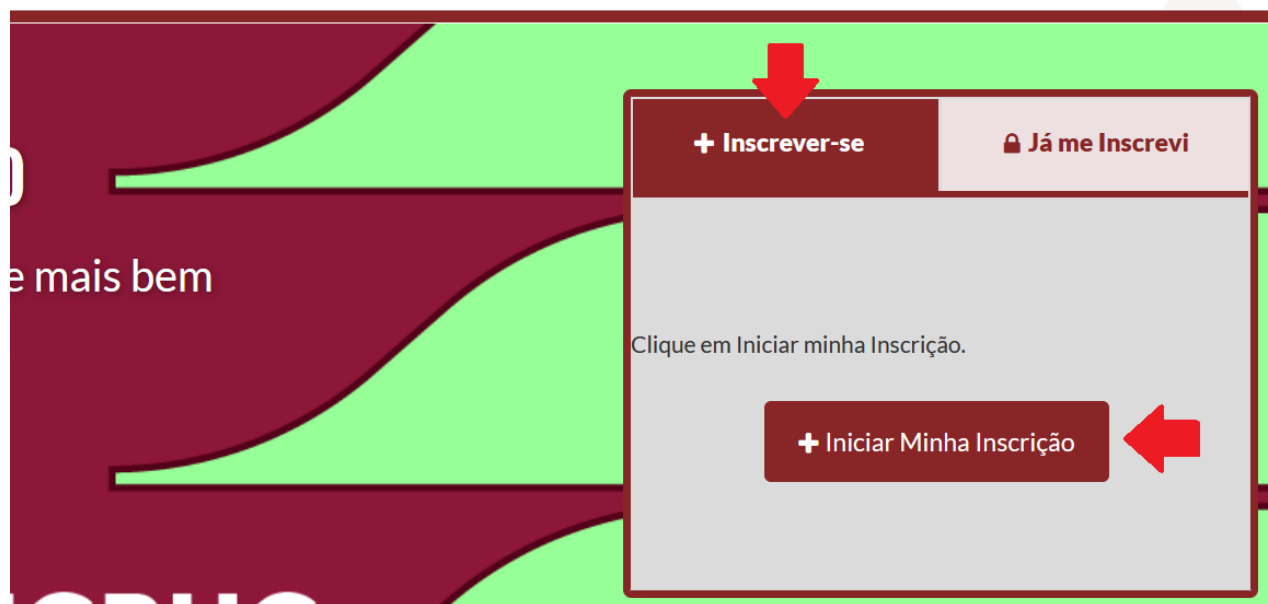 + Inscrever-se
Já me Inscrevi
e mais bem
Clique em Iniciar minha Inscrição.
+ Iniciar Minha Inscrição